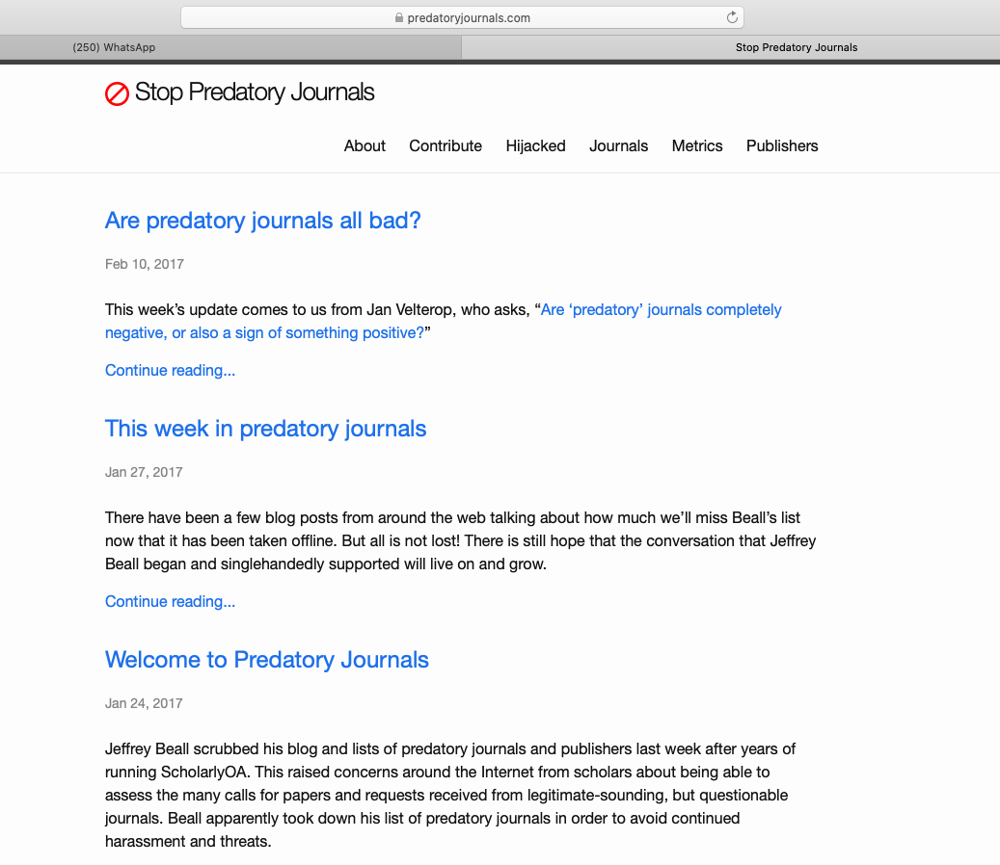 predatoryjournals.com
(250) WhatsApp
Stop Predatory Journals
Stop Predatory Journals
About Contribute Hijacked Journals Metrics Publishers
Are predatory journals all bad?
Feb 10, 2017
This week’s update comes to us from Jan Velterop, who asks, “Are ‘predatory’ journals completely
negative, or also a sign of something positive?”
Continue reading...
This week in predatory journals
Jan 27, 2017
There have been a few blog posts from around the web talking about how much we’ll miss Beall’s list
now that it has been taken offline. But all is not lost! There is still hope that the conversation that Jeffrey
Beall began and singlehandedly supported will live on and grow.
Continue reading...
Welcome to Predatory Journals
Jan 24, 2017
Jeffrey Beall scrubbed his blog and lists of predatory journals and publishers last week after years of
running ScholarlyOA. This raised concerns around the Internet from scholars about being able to
assess the many calls for papers and requests received from legitimate-sounding, but questionable
journals. Beall apparently took down his list of predatory journals in order to avoid continued
harassment and threats.